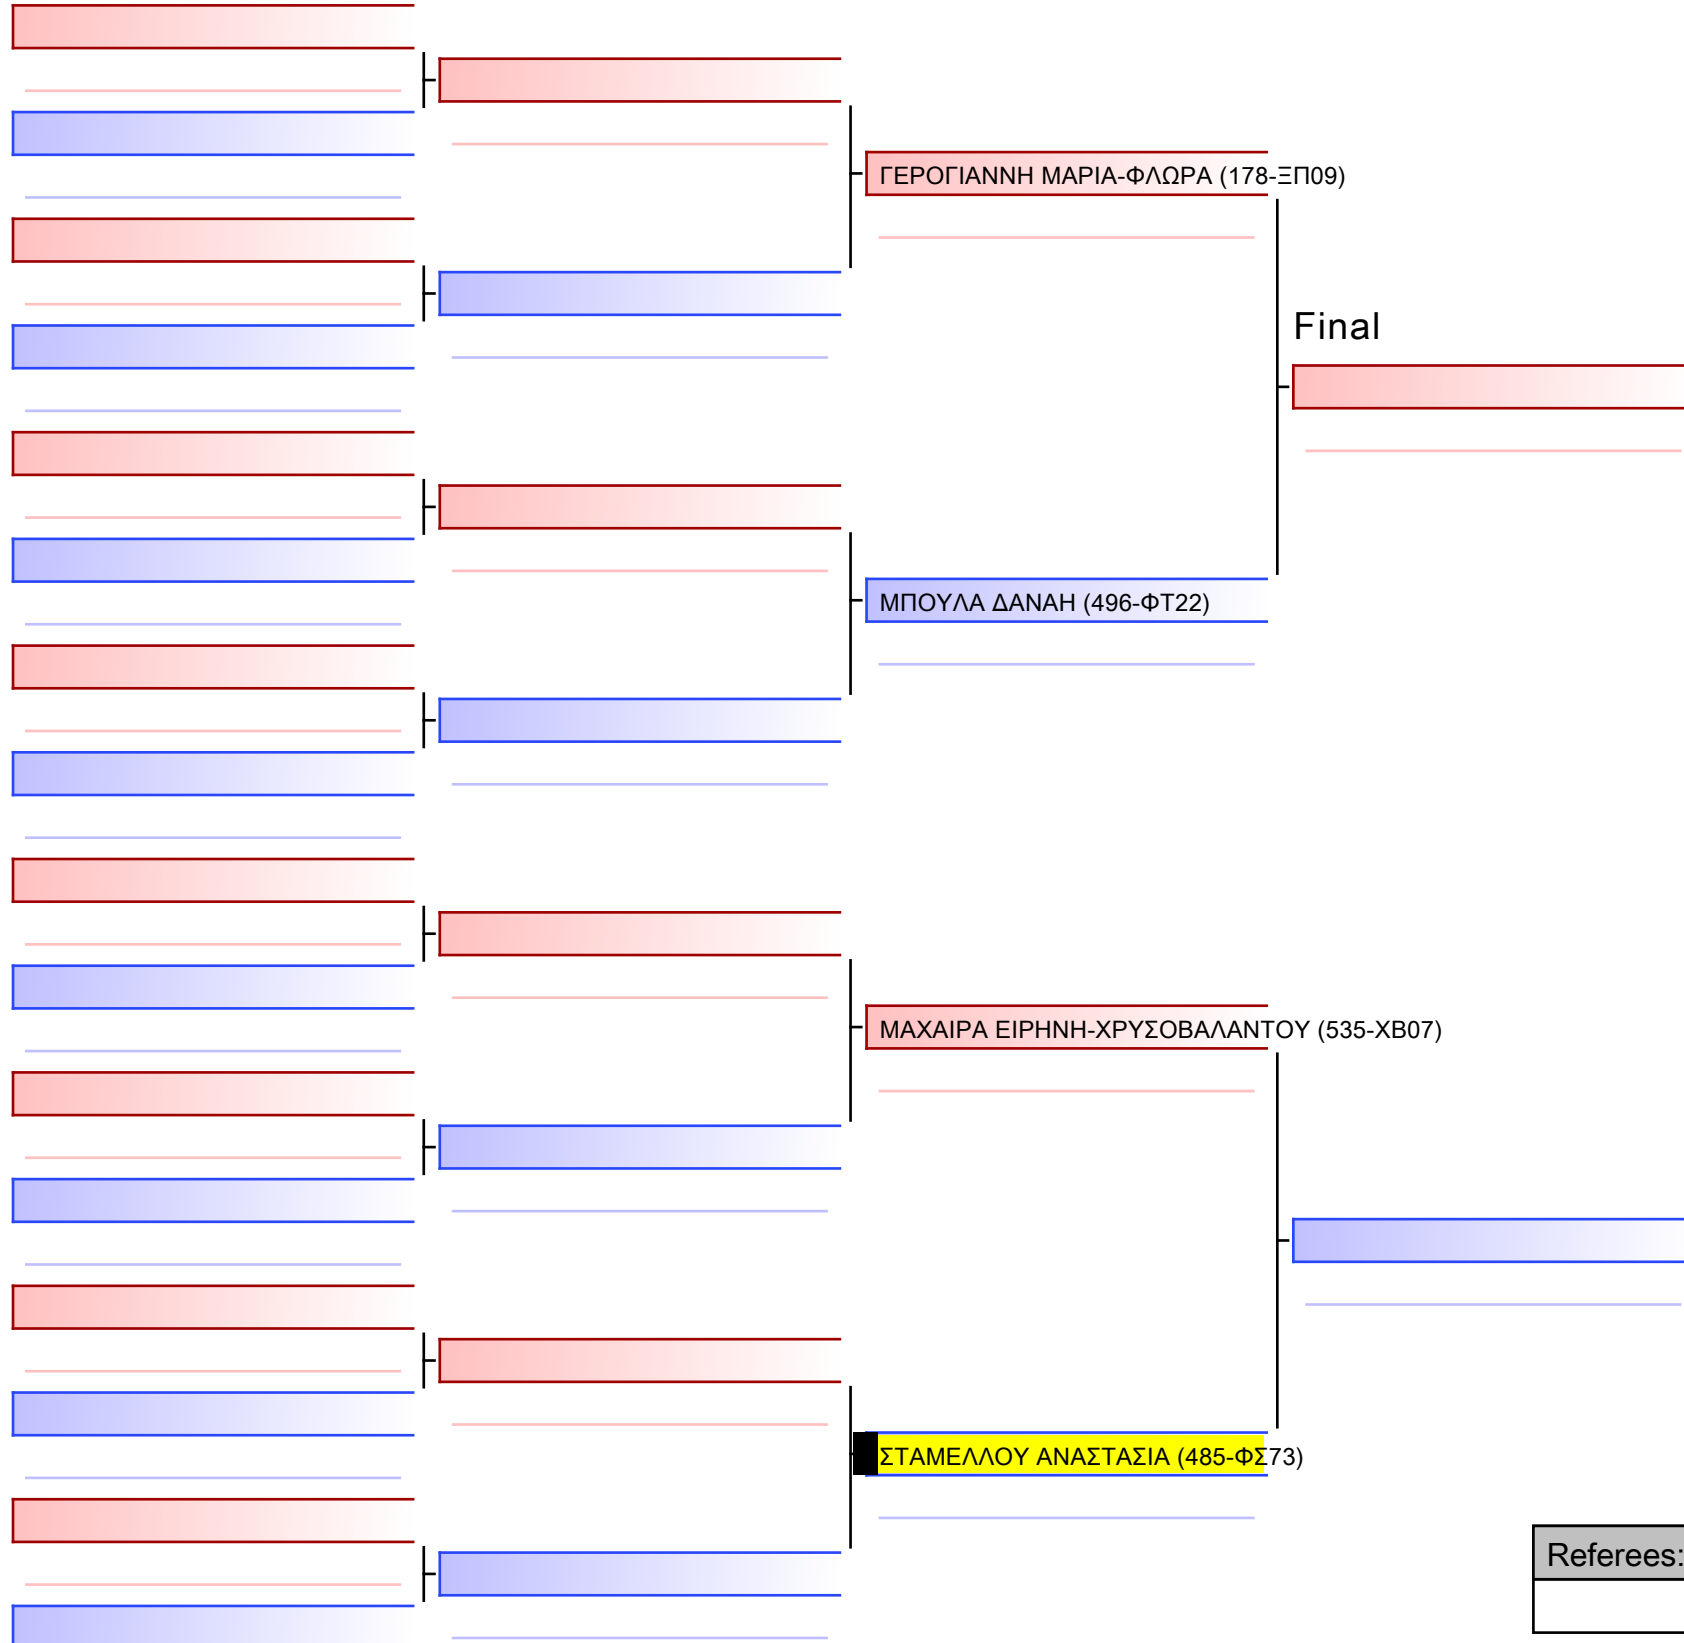 ΓΕΡΟΓΙΑΝΝΗ ΜΑΡΙΑ-ΦΛΩΡΑ (178-ΞΠ09)
Final
ΜΠΟΥΛΑ ΔΑΝΑΗ (496-ΦΤ22)
ΜΑΧΑΙΡΑ ΕΙΡΗΝΗ-ΧΡΥΣΟΒΑΛΑΝΤΟΥ (535-ΧΒ07)
ΣΤΑΜΕΛΛΟΥ ΑΝΑΣΤΑΣΙΑ (485-ΦΣ73)
Referees: